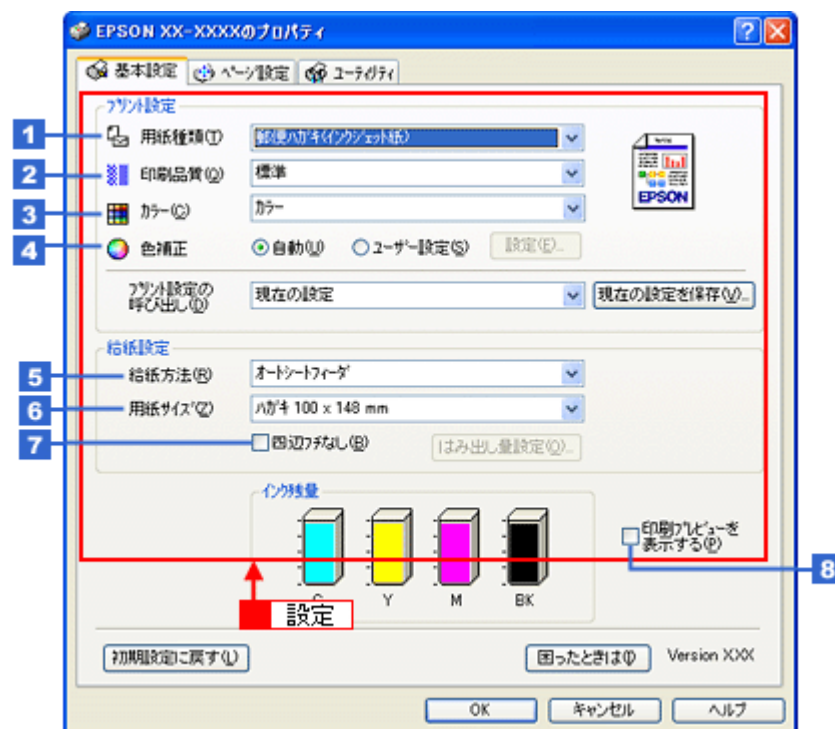 EPSON XX-XXXXのプロパティ
基本設定 ページ設定 ユーティリティ
プリント設定
1 用紙種類(T) 郵便ハガキ(インクジェット紙)
EPSON
2 印刷品質(Q) 標準
3 カラー(C) カラー
4 色補正 自動(U) ユーザー設定(S) 設定(E)...
プリント設定の
呼び出し(D) 現在の設定 現在の設定を保存(V)...
給紙設定
5 給紙方法(R) オートシートフィーダ
6 用紙サイズ(Z) ハガキ 100 x 148 mm
7 四辺フチなし(B) はみ出し量設定(O)...
インク残量
印刷プレビューを
表示する(P)
8
C Y M BK
設定
初期設定に戻す(L) 困ったときは(I) Version XXX
OK キャンセル ヘルプ